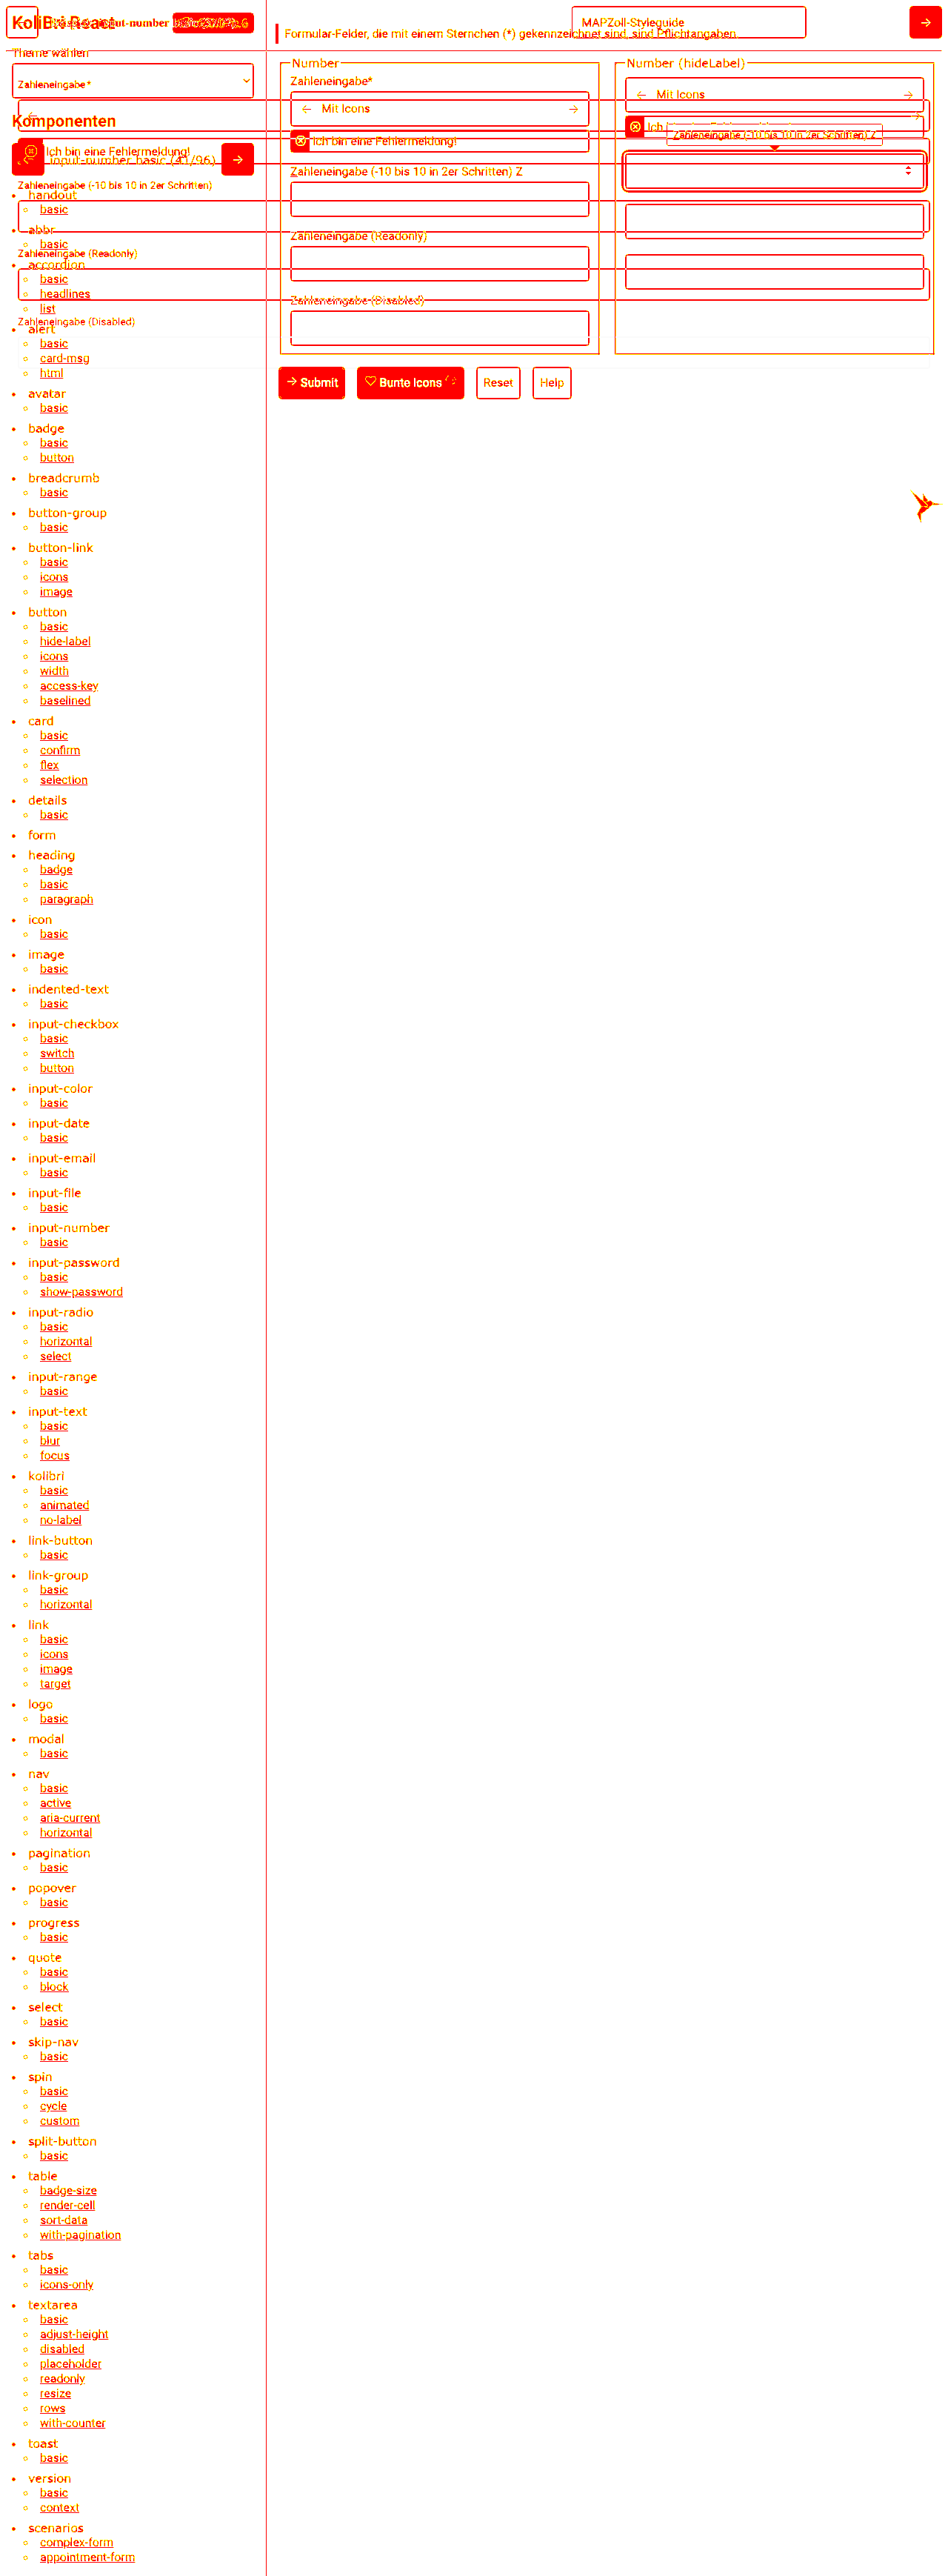 KoliBri React
MAPZoll-Styleguide
Formular-Felder, die mit einem Sternchen (*) gekennzeichnet sind, sind Pflichtangaben.
Theme wählen
Zahleneingabe*
Komponenten
Ich bin eine Fehlermeldung!
input-number basic (41/96)
Zahleneingabe (-10 bis 10 in 2er Schritten)
Zahleneingabe (Readonly)
Zahleneingabe (Disabled)
handout
basic
abbr
basic
accordion
basic
headlines
list
alert
basic
card-msg
html
avatar
basic
badge
basic
button
breadcrumb
basic
button-group
basic
button-link
basic
icons
image
button
basic
hide-label
icons
width
access-key
baselined
card
basic
confirm
flex
selection
details
basic
form
heading
badge
basic
paragraph
icon
basic
image
basic
indented-text
basic
input-checkbox
basic
switch
button
input-color
basic
input-date
basic
input-email
basic
input-file
basic
input-number
basic
input-password
basic
show-password
input-radio
basic
horizontal
select
input-range
basic
input-text
basic
blur
focus
kolibri
basic
animated
no-label
link-button
basic
link-group
basic
horizontal
link
basic
icons
image
target
logo
basic
modal
basic
nav
basic
active
aria-current
horizontal
pagination
basic
popover
basic
progress
basic
quote
basic
block
select
basic
skip-nav
basic
spin
basic
cycle
custom
split-button
basic
table
badge-size
render-cell
sort-data
with-pagination
tabs
basic
icons-only
textarea
basic
adjust-height
disabled
placeholder
readonly
resize
rows
with-counter
toast
basic
version
basic
context
scenarios
complex-form
appointment-form
Number
Zahleneingabe*
Mit Icons
Ich bin eine Fehlermeldung!
Zahleneingabe (-10 bis 10 in 2er Schritten) Z
Zahleneingabe (Readonly)
Zahleneingabe (Disabled)
Number (hideLabel)
Mit Icons
Zahleneingabe (-10 bis 10 in 2er Schritten) Z
Submit
Bunte Icons
Reset
Help